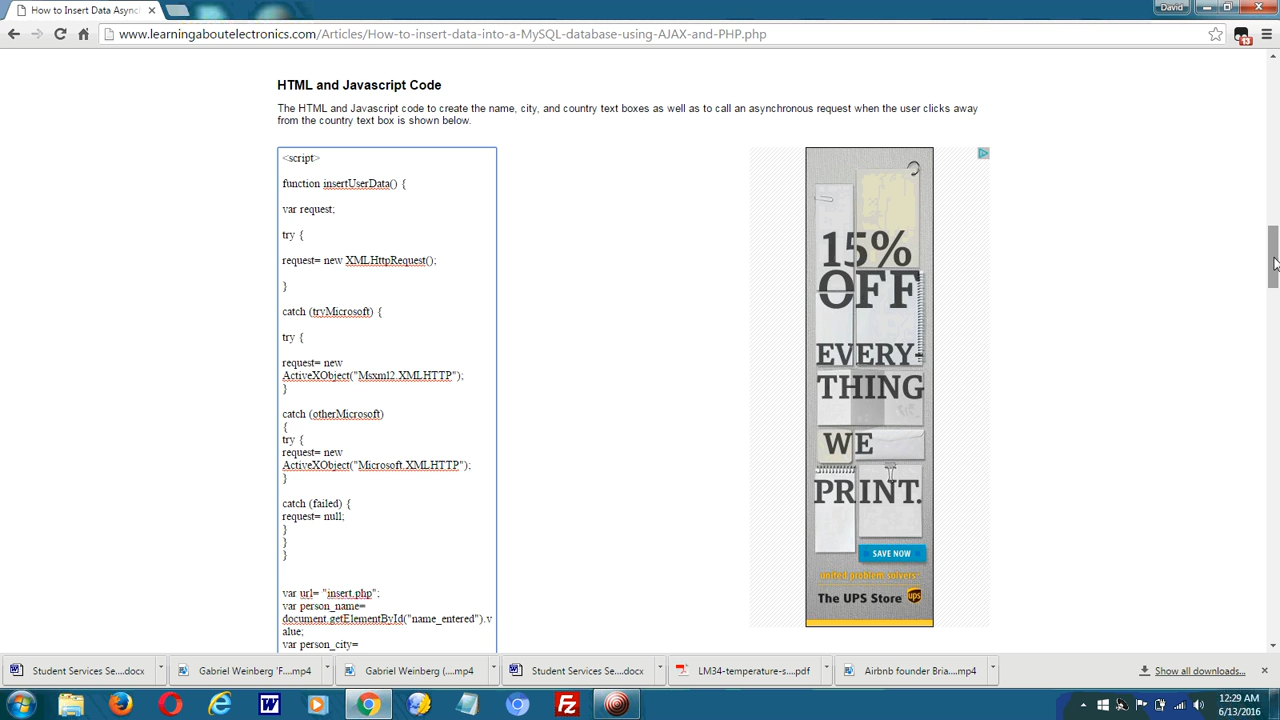 How to Insert Data Asynch
David
www.learningaboutelectronics.com/Articles/How-to-insert-data-into-a-MySQL-database-using-AJAX-and-PHP.php
13
HTML and Javascript Code
The HTML and Javascript code to create the name, city, and country text boxes as well as to call an asynchronous request when the user clicks away
from the country text box is shown below.
<script>
function insertUserData() {
var request;
try {
request= new XMLHttpRequest();
}
catch (tryMicrosoft) {
try {
request= new
ActiveXObject("Msxml2.XMLHTTP");
}
catch (otherMicrosoft)
{
try {
request= new
ActiveXObject("Microsoft.XMLHTTP");
}
catch (failed) {
request= null;
}
}
}
var url= "insert.php";
var person_name=
document.getElementById("name_entered").v
alue;
var person_city=
15%
OFF
EVERY-
THING
WE
PRINT.
SAVE NOW
united problem solvers™
The UPS Store
ups
Student Services Se....docx
Gabriel Weinberg 'F....mp4
Gabriel Weinberg (....mp4
Student Services Se....docx
LM34-temperature-s....pdf
Airbnb founder Bria....mp4
Show all downloads...
12:29 AM
6/13/2016